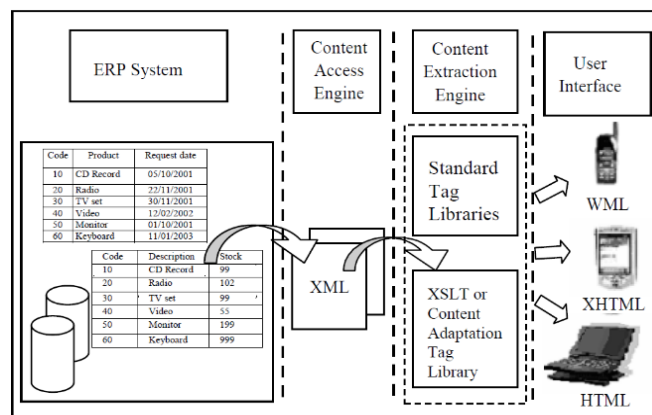 ERP System
Content
Access
Engine
Content
Extraction
Engine
User
Interface
Code Product Request date
10 CD Record 05/10/2001
20 Radio 22/11/2001
30 TV set 30/11/2001
40 Video 12/02/2002
50 Monitor 01/10/2001
60 Keyboard 11/01/2003
Code Description Stock
10 CD Record 99
20 Radio 102
30 TV set 99
40 Video 55
50 Monitor 199
60 Keyboard 999
XML
Standard
Tag
Libraries
XSLT or
Content
Adaptation
Tag
Library
WML
XHTML
HTML